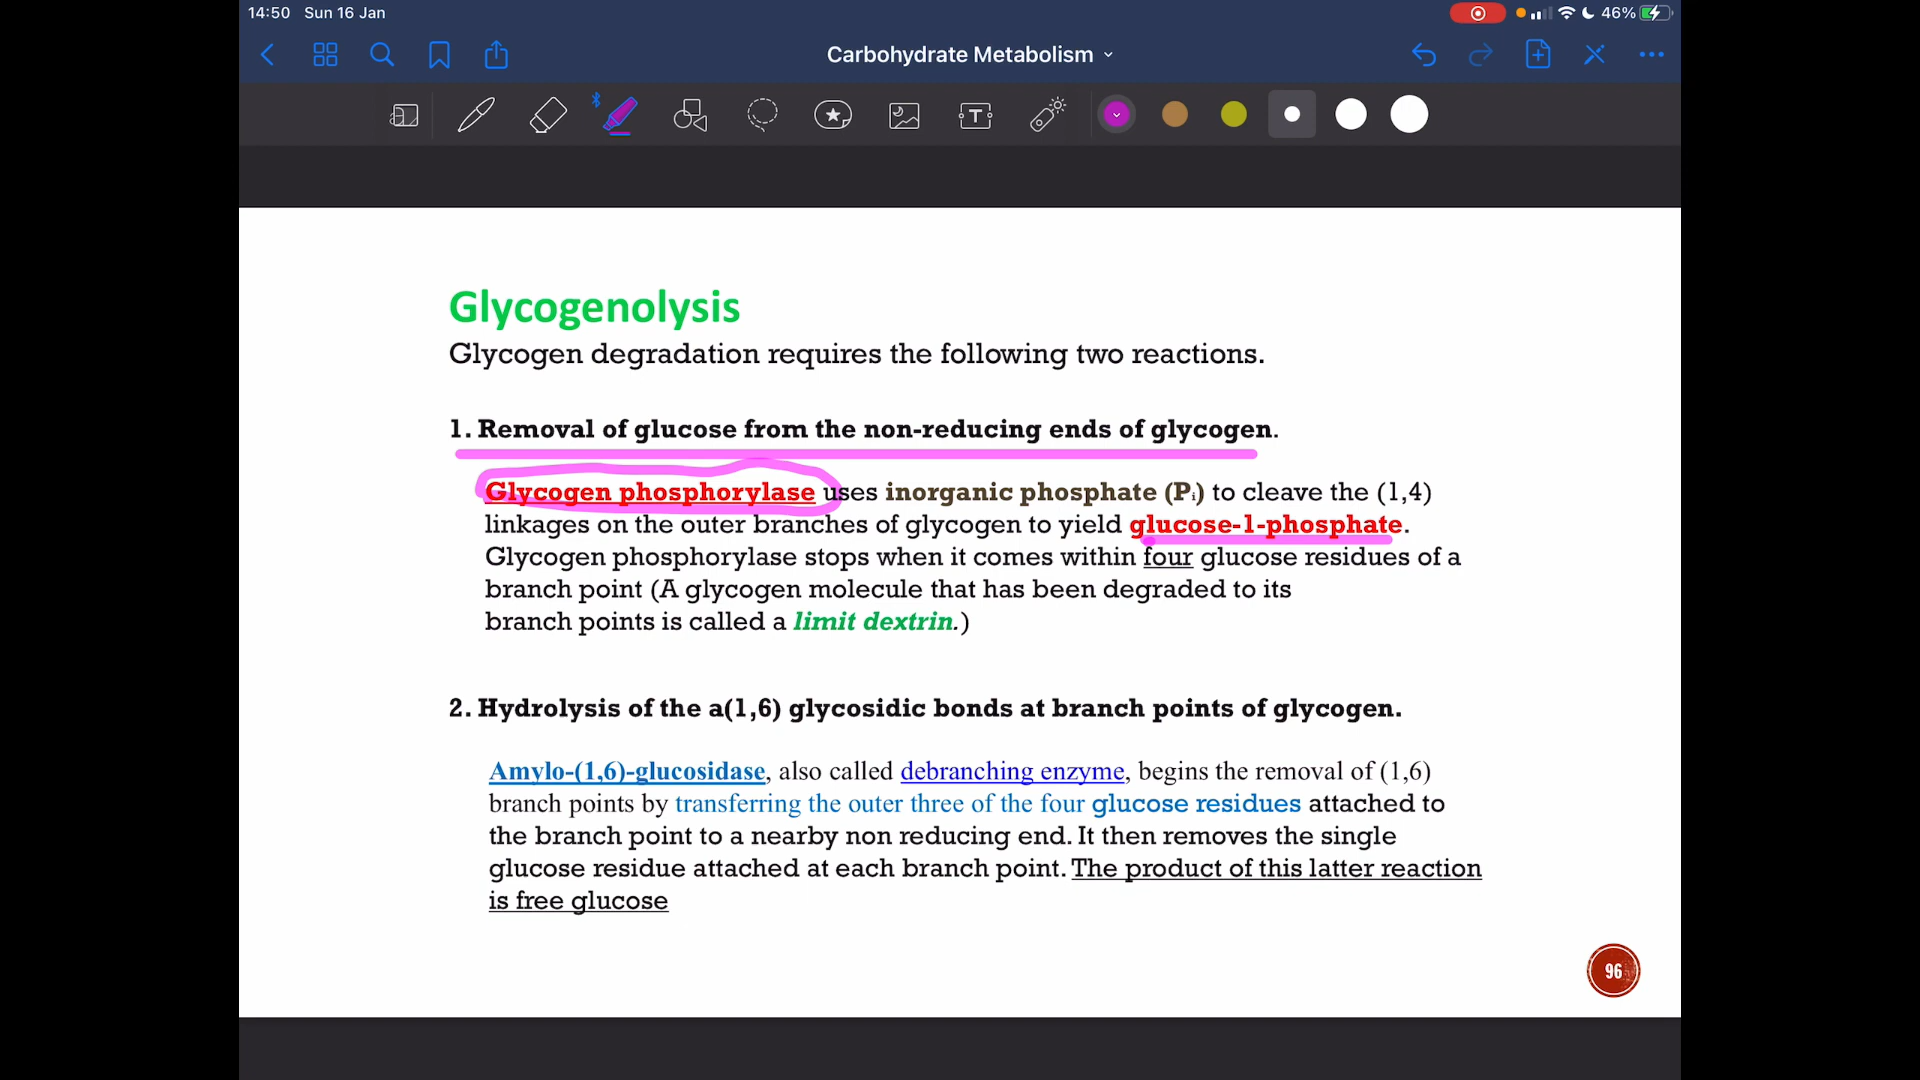 14:50 Sun 16 Jan
46%
Carbohydrate Metabolism
Glycogenolysis
Glycogen degradation requires the following two reactions.
1. Removal of glucose from the non-reducing ends of glycogen.
Glycogen phosphorylase uses inorganic phosphate (Pi) to cleave the (1,4)
linkages on the outer branches of glycogen to yield glucose-1-phosphate.
Glycogen phosphorylase stops when it comes within four glucose residues of a
branch point (A glycogen molecule that has been degraded to its
branch points is called a limit dextrin.)
2. Hydrolysis of the a(1,6) glycosidic bonds at branch points of glycogen.
Amylo-(1,6)-glucosidase, also called debranching enzyme, begins the removal of (1,6)
branch points by transferring the outer three of the four glucose residues attached to
the branch point to a nearby non reducing end. It then removes the single
glucose residue attached at each branch point. The product of this latter reaction
is free glucose
96